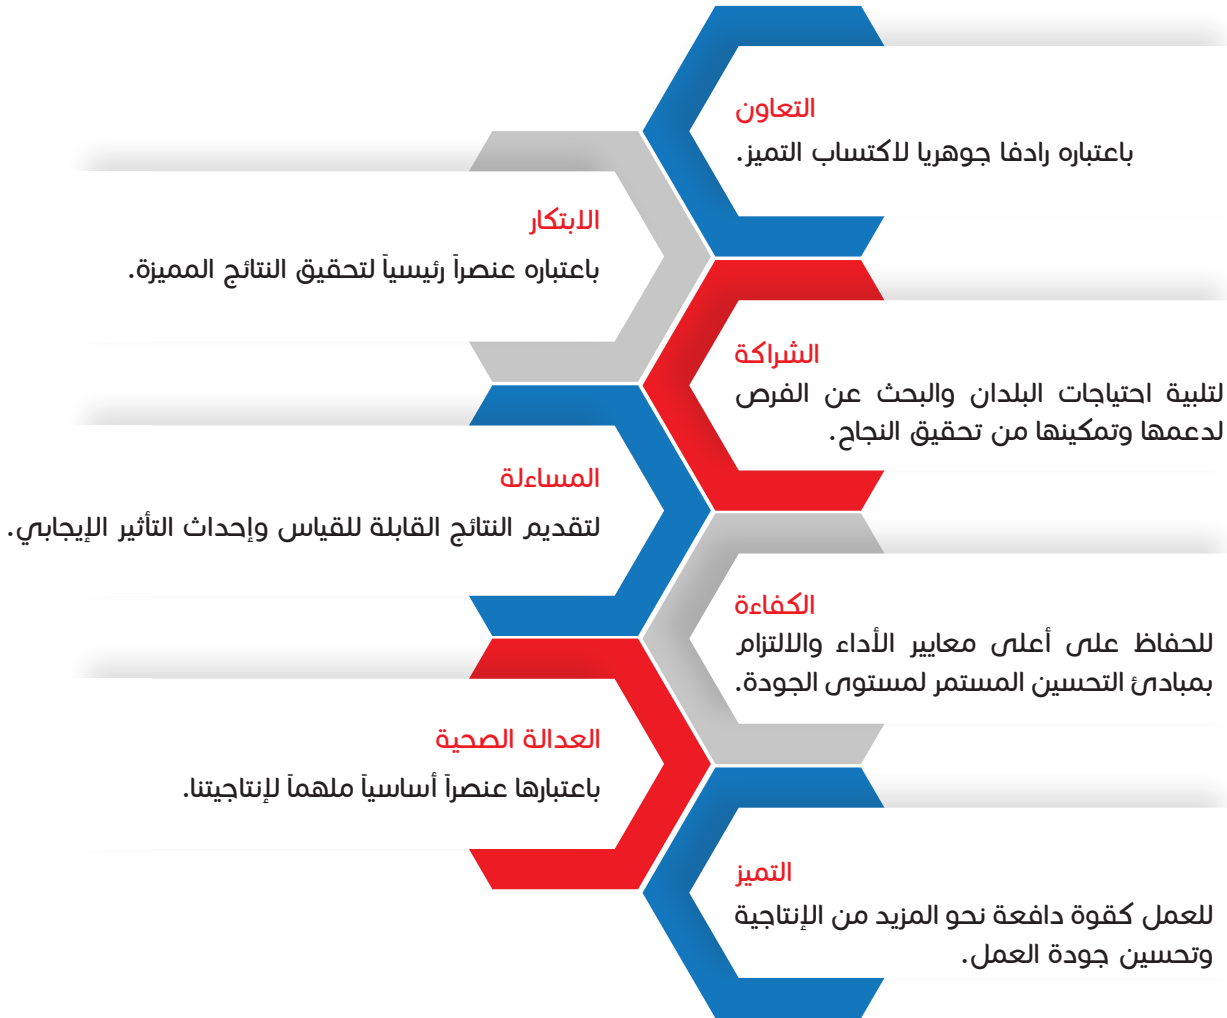 التعاون
باعتباره رادفا جوهريا لاكتساب التميز.
الابتكار
باعتباره عنصراً رئيسياً لتحقيق النتائج المميزة.
الشراكة
لتلبية احتياجات البلدان والبحث عن الفرص
لدعمها وتمكينها من تحقيق النجاح.
المساءلة
لتقديم النتائج القابلة للقياس وإحداث التأثير الإيجابي.
الكفاءة
للحفاظ على أعلى معايير الأداء والالتزام
بمبادئ التحسين المستمر لمستوى الجودة.
العدالة الصحية
باعتبارها عنصراً أساسياً ملهماً لإنتاجيتنا.
التميز
للعمل كقوة دافعة نحو المزيد من الإنتاجية
وتحسين جودة العمل.